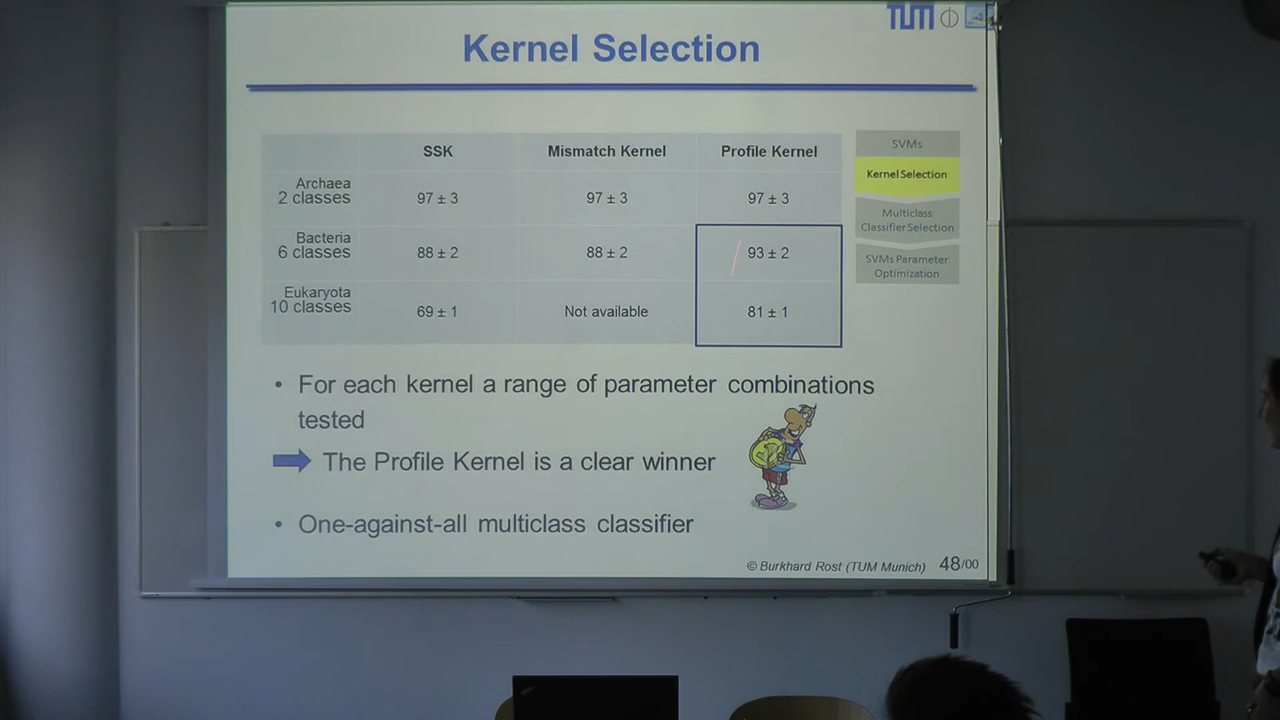 TUM
Kernel Selection
SSK Mismatch Kernel Profile Kernel
Archaea
2 classes 97 ± 3 97 ± 3 97 ± 3
Bacteria
6 classes 88 ± 2 88 ± 2 93 ± 2
Eukaryota
10 classes 69 ± 1 Not available 81 ± 1
SVMs
Kernel Selection
Multiclass
Classifier Selection
SVMs Parameter
Optimization
• For each kernel a range of parameter combinations
tested
The Profile Kernel is a clear winner
• One-against-all multiclass classifier
© Burkhard Rost (TUM Munich) 48/00